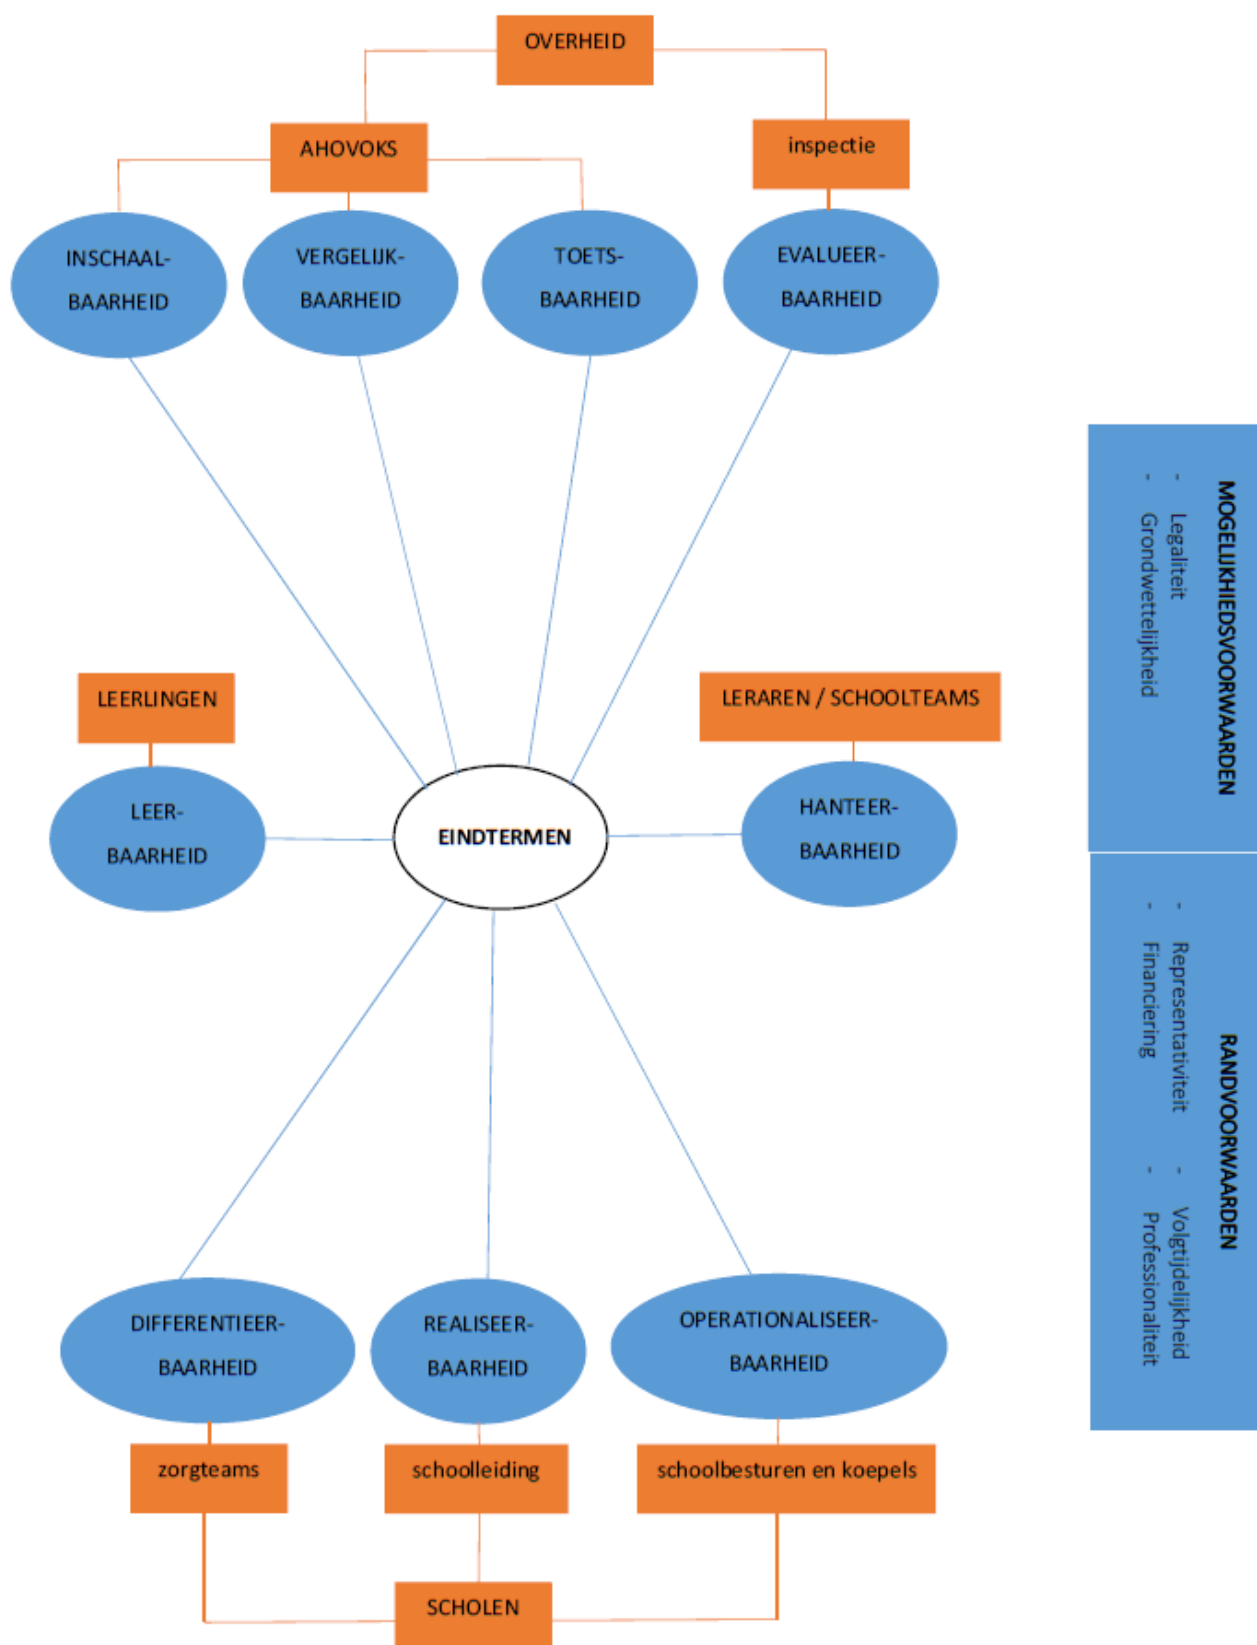 OVERHEID
AHOVOKS
inspectie
INSCHAAL-
BAARHEID
VERGELIJK-
BAARHEID
TOETS-
BAARHEID
EVALUEER-
BAARHEID
LEERLINGEN
LERAREN / SCHOOLTEAMS
LEER-
BAARHEID
EINDTERMEN
HANTEER-
BAARHEID
DIFFERENTIEER-
BAARHEID
REALISEER-
BAARHEID
OPERATIONALISEER-
BAARHEID
zorgteams
schoolleiding
schoolbesturen en koepels
SCHOLEN
MOGELIJKHIEDSVOORWAARDEN
- Legaliteit
- Grondwettelijkheid
RANDVOORWAARDEN
- Representativiteit - Volgtijdelijkheid
- Financiering - Professionaliteit